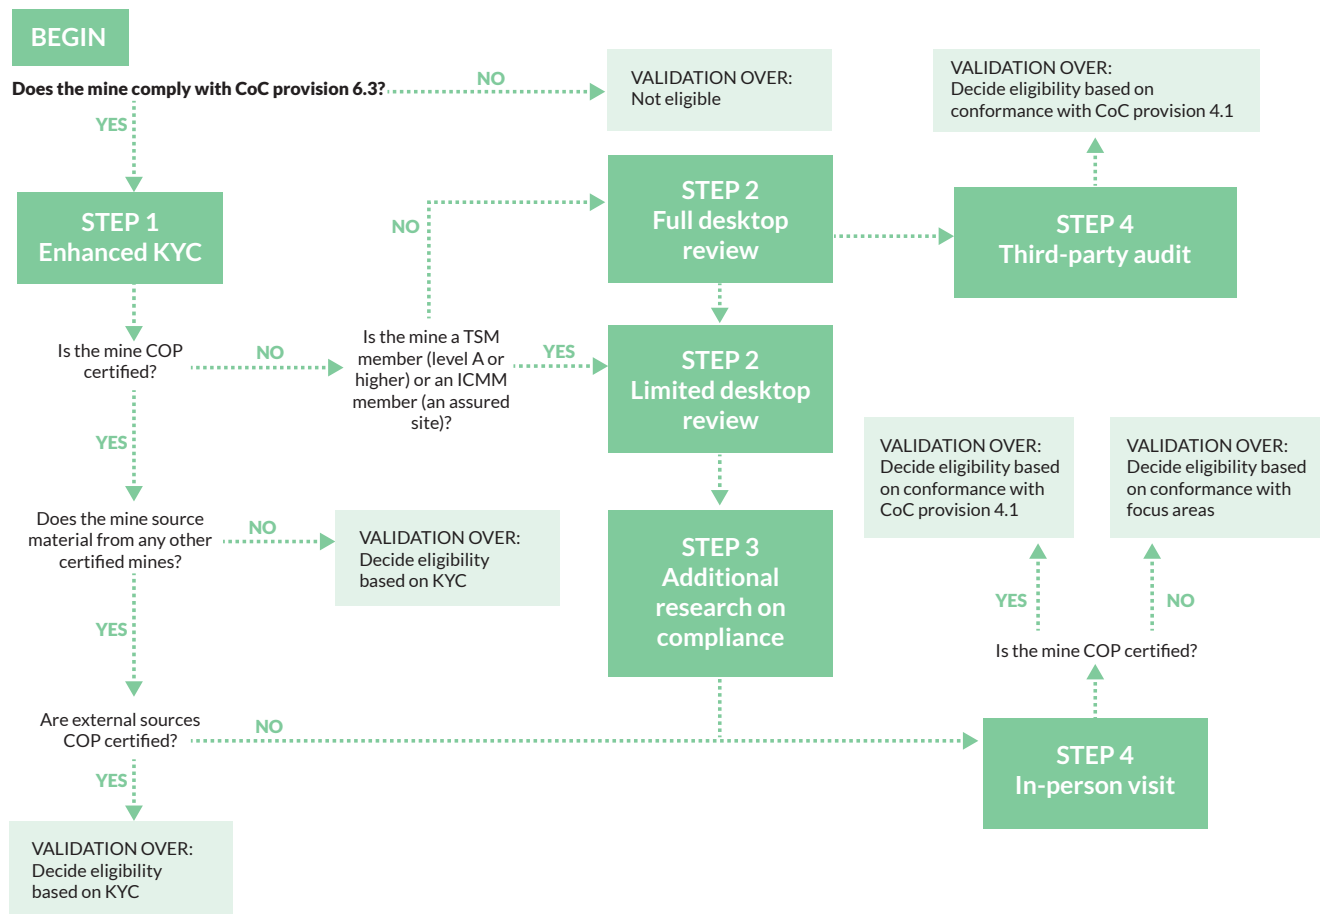 BEGIN
Does the mine comply with CoC provision 6.3?
NO
VALIDATION OVER:
Not eligible
VALIDATION OVER:
Decide eligibility based on
conformance with CoC provision 4.1
YES
STEP 1
Enhanced KYC
NO
STEP 2
Full desktop
review
STEP 4
Third-party audit
Is the mine COP
certified?
NO
Is the mine a TSM
member (level A or
higher) or an ICMM
member (an assured
site)?
YES
STEP 2
Limited desktop
review
YES
Does the mine source
material from any other
certified mines?
NO
VALIDATION OVER:
Decide eligibility
based on KYC
STEP 3
Additional
research on
compliance
VALIDATION OVER:
Decide eligibility based
on conformance with
CoC provision 4.1
VALIDATION OVER:
Decide eligibility based
on conformance with
focus areas
YES
NO
Is the mine COP certified?
YES
Are external sources
COP certified?
NO
STEP 4
In-person visit
YES
VALIDATION OVER:
Decide eligibility
based on KYC